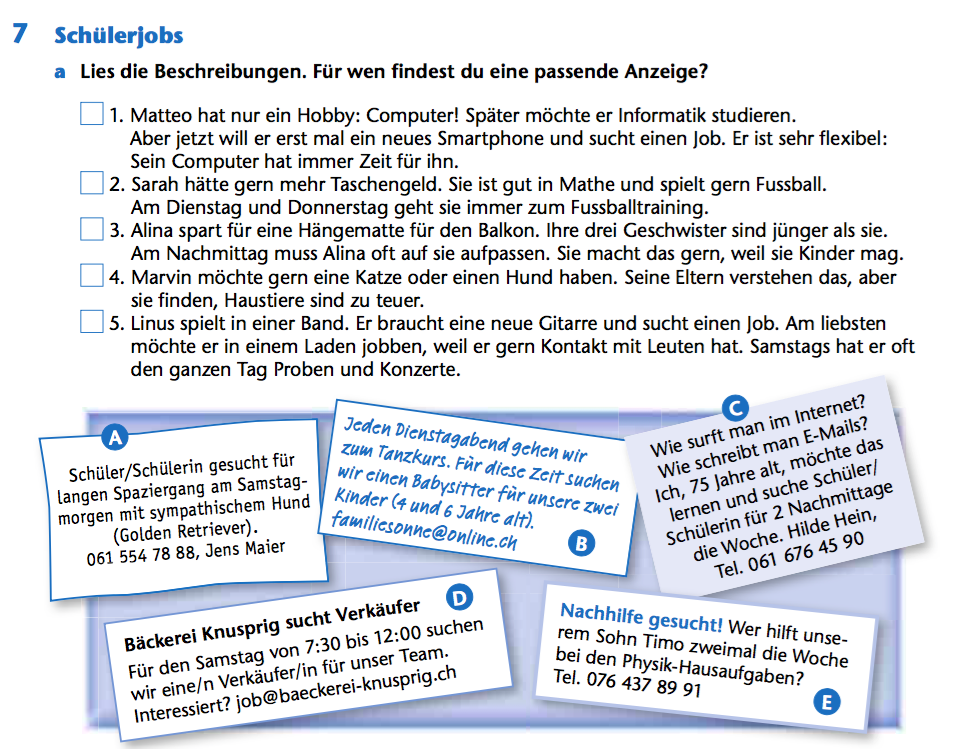 7 Schülerjobs
a Lies die Beschreibungen. Für wen findest du eine passende Anzeige?
1. Matteo hat nur ein Hobby: Computer! Später möchte er Informatik studieren.
Aber jetzt will er erst mal ein neues Smartphone und sucht einen Job. Er ist sehr flexibel:
Sein Computer hat immer Zeit für ihn.
2. Sarah hätte gern mehr Taschengeld. Sie ist gut in Mathe und spielt gern Fussball.
Am Dienstag und Donnerstag geht sie immer zum Fussballtraining.
3. Alina spart für eine Hängematte für den Balkon. Ihre drei Geschwister sind jünger als sie.
Am Nachmittag muss Alina oft auf sie aufpassen. Sie macht das gern, weil sie Kinder mag.
4. Marvin möchte gern eine Katze oder einen Hund haben. Seine Eltern verstehen das, aber
sie finden, Haustiere sind zu teuer.
5. Linus spielt in einer Band. Er braucht eine neue Gitarre und sucht einen Job. Am liebsten
möchte er in einem Laden jobben, weil er gern Kontakt mit Leuten hat. Samstags hat er oft
den ganzen Tag Proben und Konzerte.
A
Schüler/Schülerin gesucht für
langen Spaziergang am Samstag-
morgen mit sympathischem Hund
(Golden Retriever).
061 554 78 88, Jens Maier
Jeden Dienstagabend gehen wir
zum Tanzkurs. Für diese Zeit suchen
wir einen Babysitter für unsere zwei
Kinder (4 und 6 Jahre alt).
familiesonne@online.ch
B
C
Wie surft man im Internet?
Wie schreibt man E-Mails?
Ich, 75 Jahre alt, möchte das
lernen und suche Schüler/
Schülerin für 2 Nachmittage
die Woche. Hilde Hein,
Tel. 061 676 45 90
D
Bäckerei Knusprig sucht Verkäufer
Für den Samstag von 7:30 bis 12:00 suchen
wir eine/n Verkäufer/in für unser Team.
Interessiert? job@baeckerei-knusprig.ch
Nachhilfe gesucht! Wer hilft unse-
rem Sohn Timo zweimal die Woche
bei den Physik-Hausaufgaben?
Tel. 076 437 89 91
E